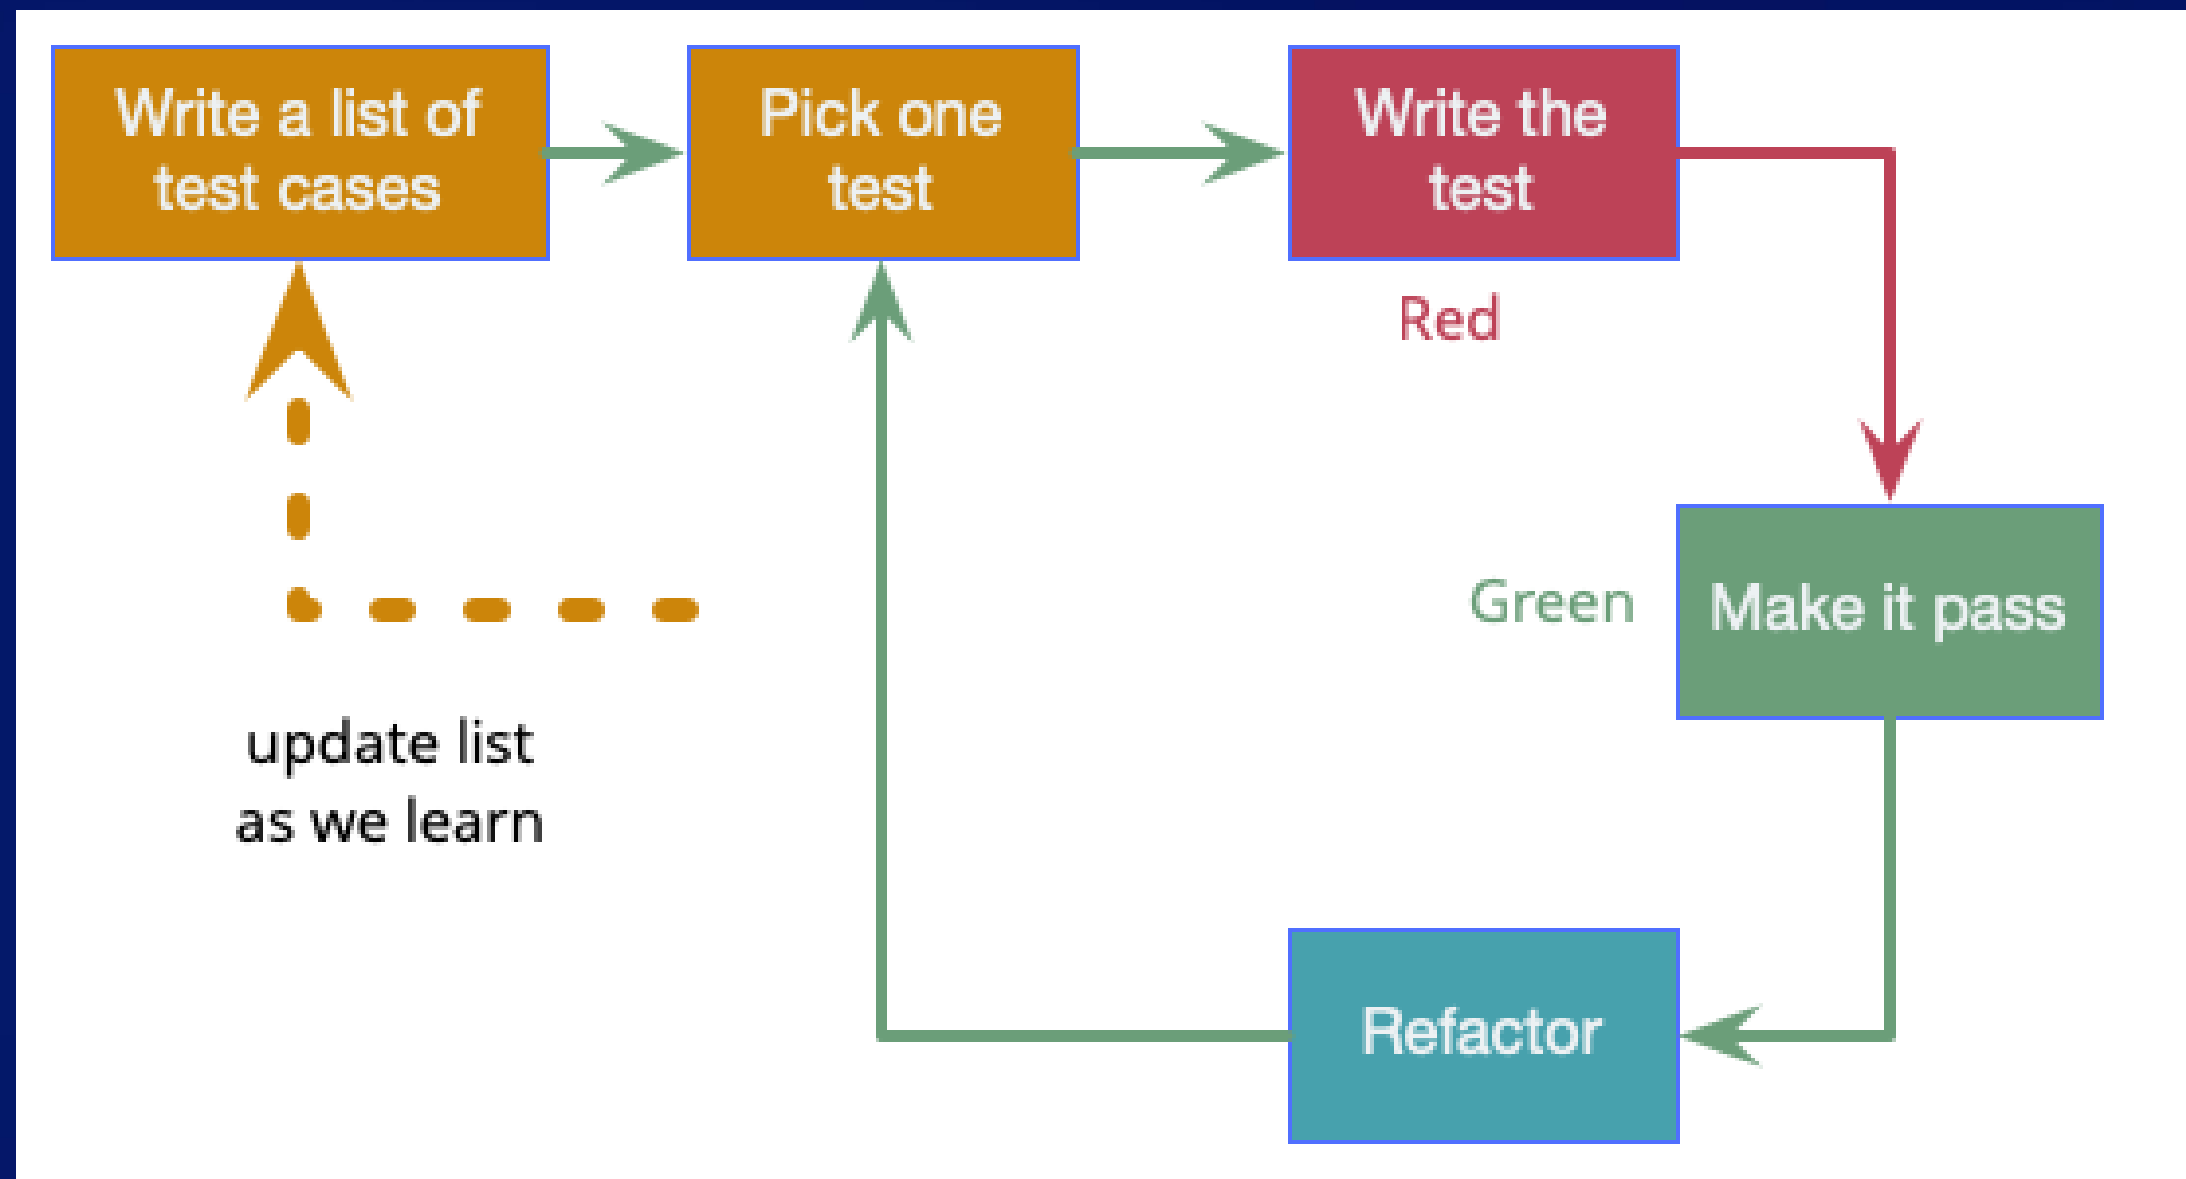 Write a list of
test cases
Pick one
test
Write the
test
Red
Green
Make it pass
update list
as we learn
Refactor